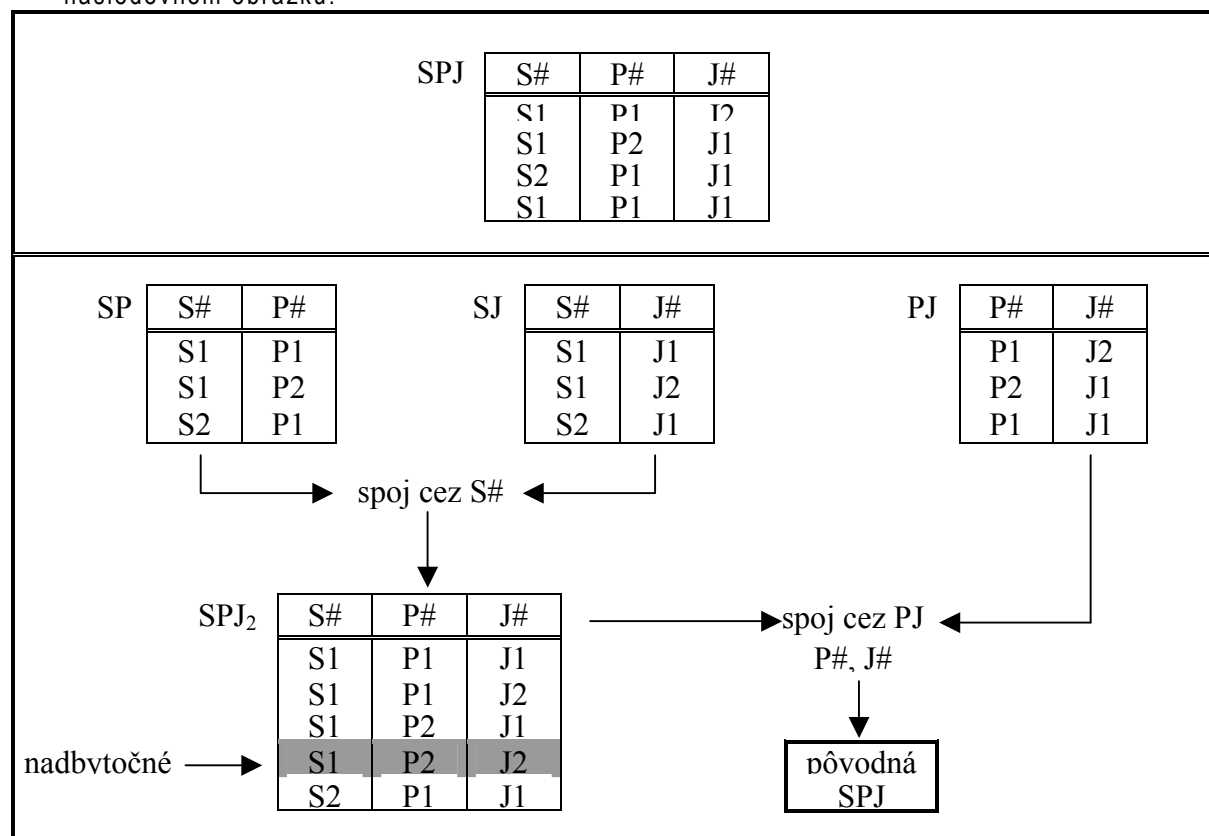 následovnom obrázku:
SPJ S# P# J#
S1 P1 J2
S1 P2 J1
S2 P1 J1
S1 P1 J1
SP S# P#
S1 P1
S1 P2
S2 P1
SJ S# J#
S1 J1
S1 J2
S2 J1
PJ P# J#
P1 J2
P2 J1
P1 J1
spoj cez S#
SPJ2 S# P# J#
S1 P1 J1
S1 P1 J2
S1 P2 J1
nadbytočné S1 P2 J2
S2 P1 J1
spoj cez PJ
P#, J#
pôvodná
SPJ